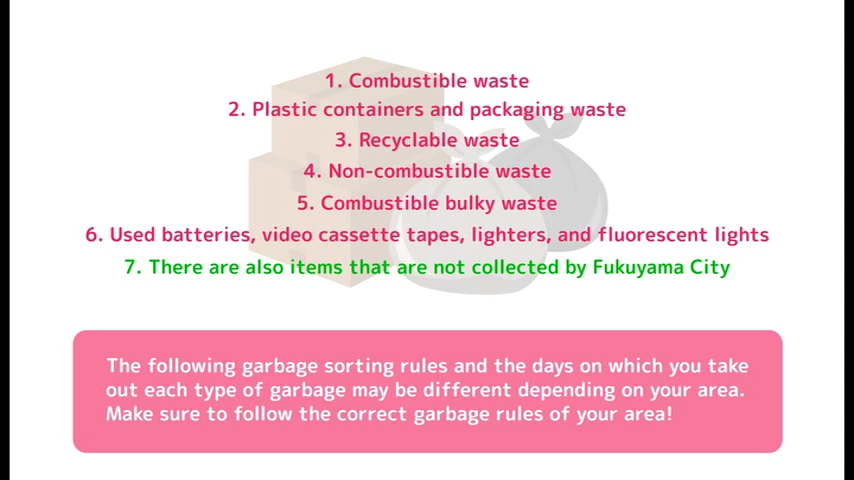 1. Combustible waste
2. Plastic containers and packaging waste
3. Recyclable waste
4. Non-combustible waste
5. Combustible bulky waste
6. Used batteries, video cassette tapes, lighters, and fluorescent lights
7. There are also items that are not collected by Fukuyama City
The following garbage sorting rules and the days on which you take
out each type of garbage may be different depending on your area.
Make sure to follow the correct garbage rules of your area!